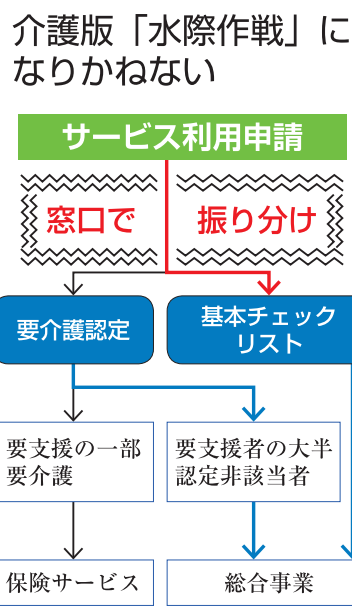 介護版「水際作戦」に
なりかねない
サービス利用申請
窓口で 振り分け
要介護認定
基本チェック
リスト
要支援の一部
要介護
要支援者の大半
認定非該当者
保険サービス
総合事業